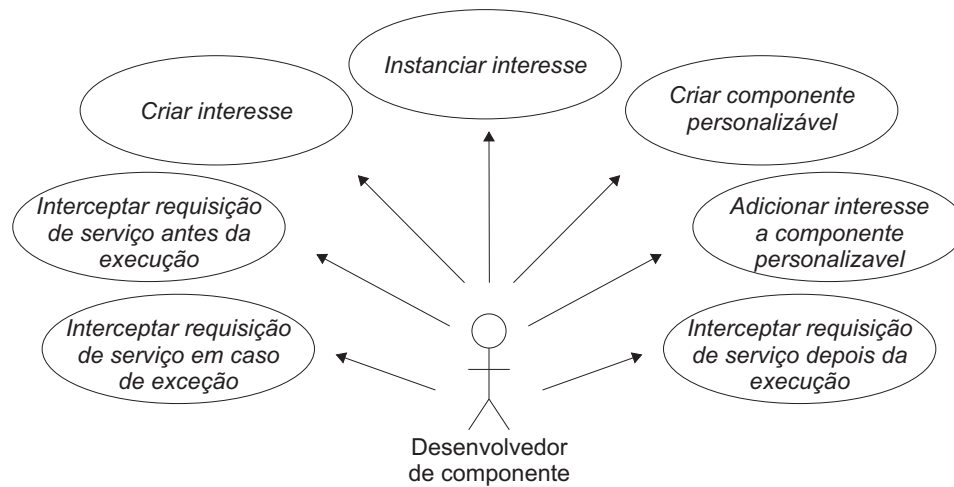 Instanciar interesse
Criar interesse
Criar componente
personalizável
Interceptar requisição
de serviço antes da
execução
Adicionar interesse
a componente
personalizavel
Interceptar requisição
de serviço em caso
de exceção
Interceptar requisição
de serviço depois da
execução
Desenvolvedor
de componente